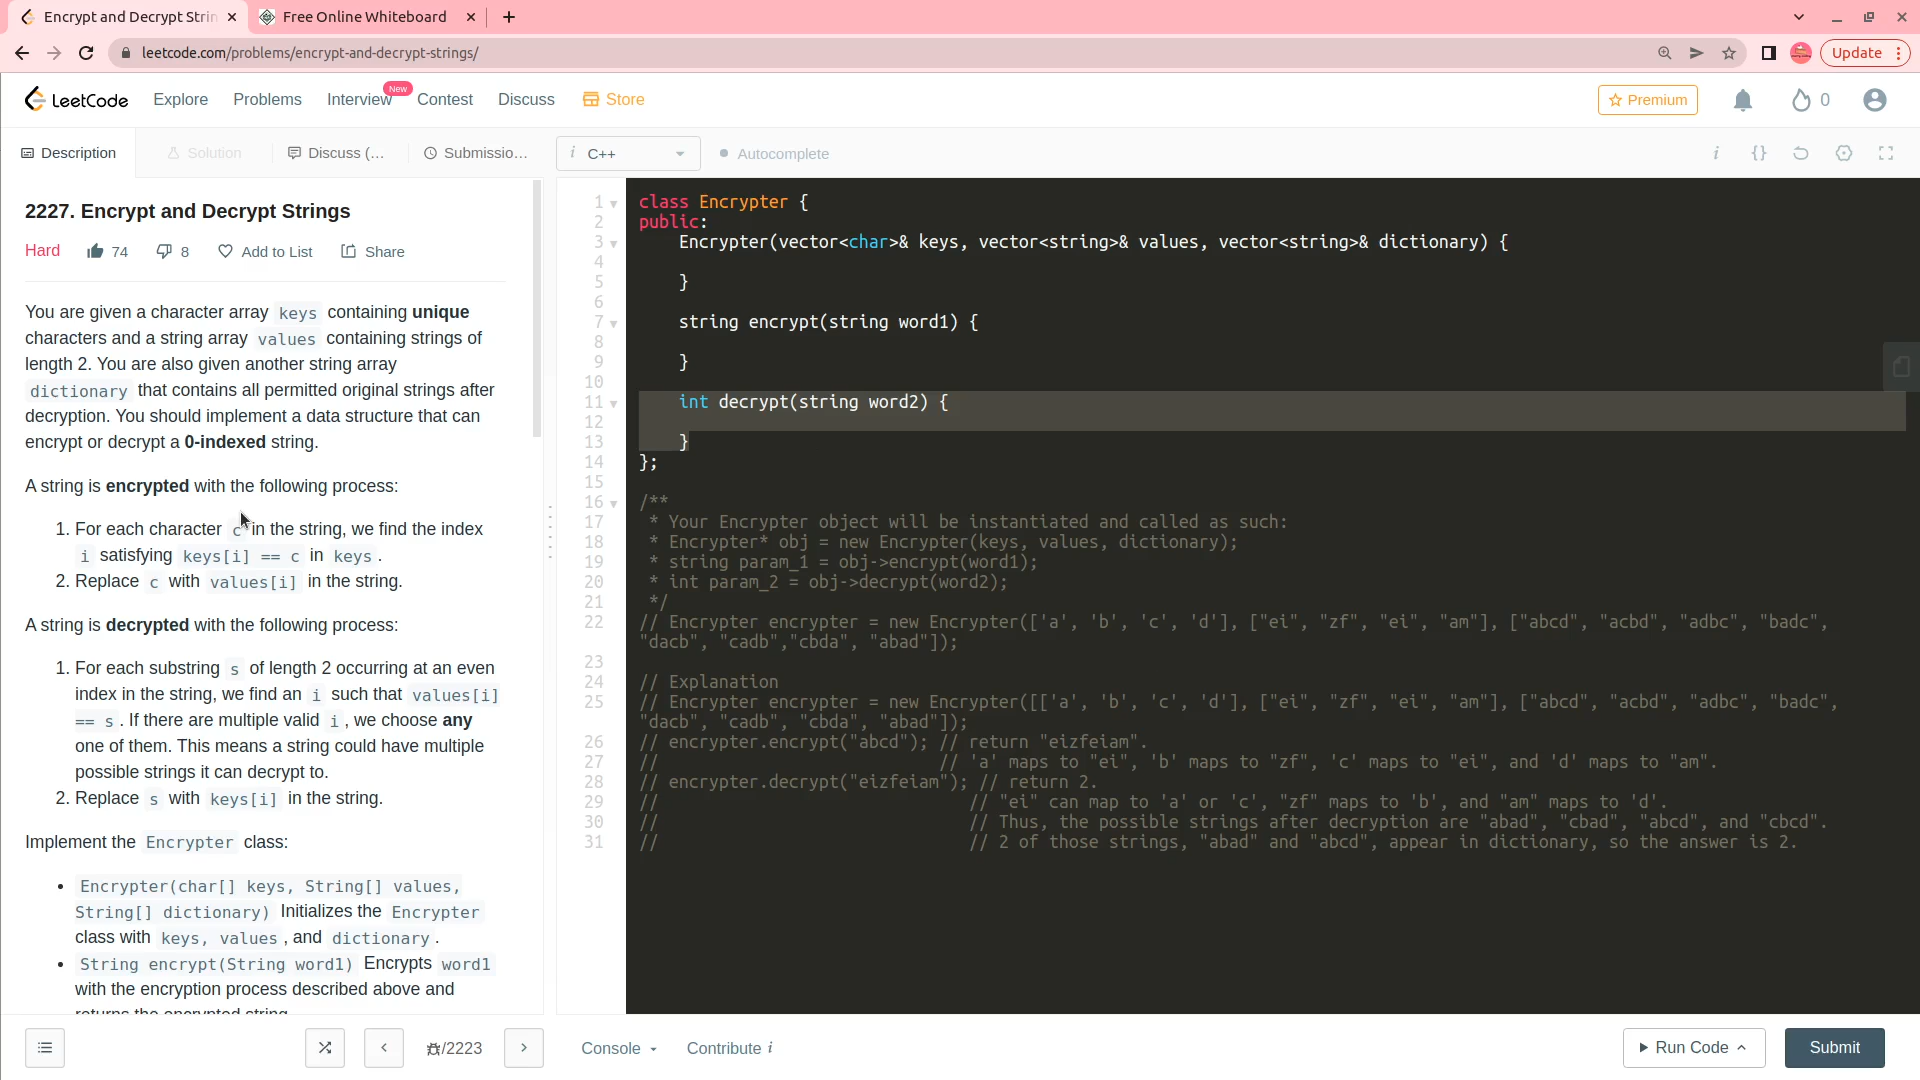 Encrypt and Decrypt Strin
Free Online Whiteboard
leetcode.com/problems/encrypt-and-decrypt-strings/
Update
LeetCode
Explore
Problems
Interview
New
Contest
Discuss
Store
Premium
0
Description
Solution
Discuss (...
Submissio...
i C++
Autocomplete
2227. Encrypt and Decrypt Strings
Hard
74
8
Add to List
Share
You are given a character array keys containing unique
characters and a string array values containing strings of
length 2. You are also given another string array
dictionary that contains all permitted original strings after
decryption. You should implement a data structure that can
encrypt or decrypt a 0-indexed string.
A string is encrypted with the following process:
1. For each character c in the string, we find the index
i satisfying keys[i] == c in keys.
2. Replace c with values[i] in the string.
A string is decrypted with the following process:
1. For each substring s of length 2 occurring at an even
index in the string, we find an i such that values[i]
== s. If there are multiple valid i, we choose any
one of them. This means a string could have multiple
possible strings it can decrypt to.
2. Replace s with keys[i] in the string.
Implement the Encrypter class:
• Encrypter(char[] keys, String[] values,
String[] dictionary) Initializes the Encrypter
class with keys, values, and dictionary.
• String encrypt(String word1) Encrypts word1
with the encryption process described above and
returns the encrypted string.
1 class Encrypter {
2 public:
3 Encrypter(vector<char>& keys, vector<string>& values, vector<string>& dictionary) {
4
5 }
6
7 string encrypt(string word1) {
8
9 }
10
11 int decrypt(string word2) {
12
13 }
14 };
15
16 /**
17 * Your Encrypter object will be instantiated and called as such:
18 * Encrypter* obj = new Encrypter(keys, values, dictionary);
19 * string param_1 = obj->encrypt(word1);
20 * int param_2 = obj->decrypt(word2);
21 */
22 // Encrypter encrypter = new Encrypter(['a', 'b', 'c', 'd'], ["ei", "zf", "ei", "am"], ["abcd", "acbd", "adbc", "badc",
"dacb", "cadb","cbda", "abad"]);
23
24 // Explanation
25 // Encrypter encrypter = new Encrypter([['a', 'b', 'c', 'd'], ["ei", "zf", "ei", "am"], ["abcd", "acbd", "adbc", "badc",
"dacb", "cadb", "cbda", "abad"]);
26 // encrypter.encrypt("abcd"); // return "eizfeiam".
27 // // 'a' maps to "ei", 'b' maps to "zf", 'c' maps to "ei", and 'd' maps to "am".
28 // encrypter.decrypt("eizfeiam"); // return 2.
29 // // "ei" can map to 'a' or 'c', "zf" maps to 'b', and "am" maps to 'd'.
30 // // Thus, the possible strings after decryption are "abad", "cbad", "abcd", and "cbcd".
31 // // 2 of those strings, "abad" and "abcd", appear in dictionary, so the answer is 2.
/2223
Console
Contribute i
Run Code
Submit